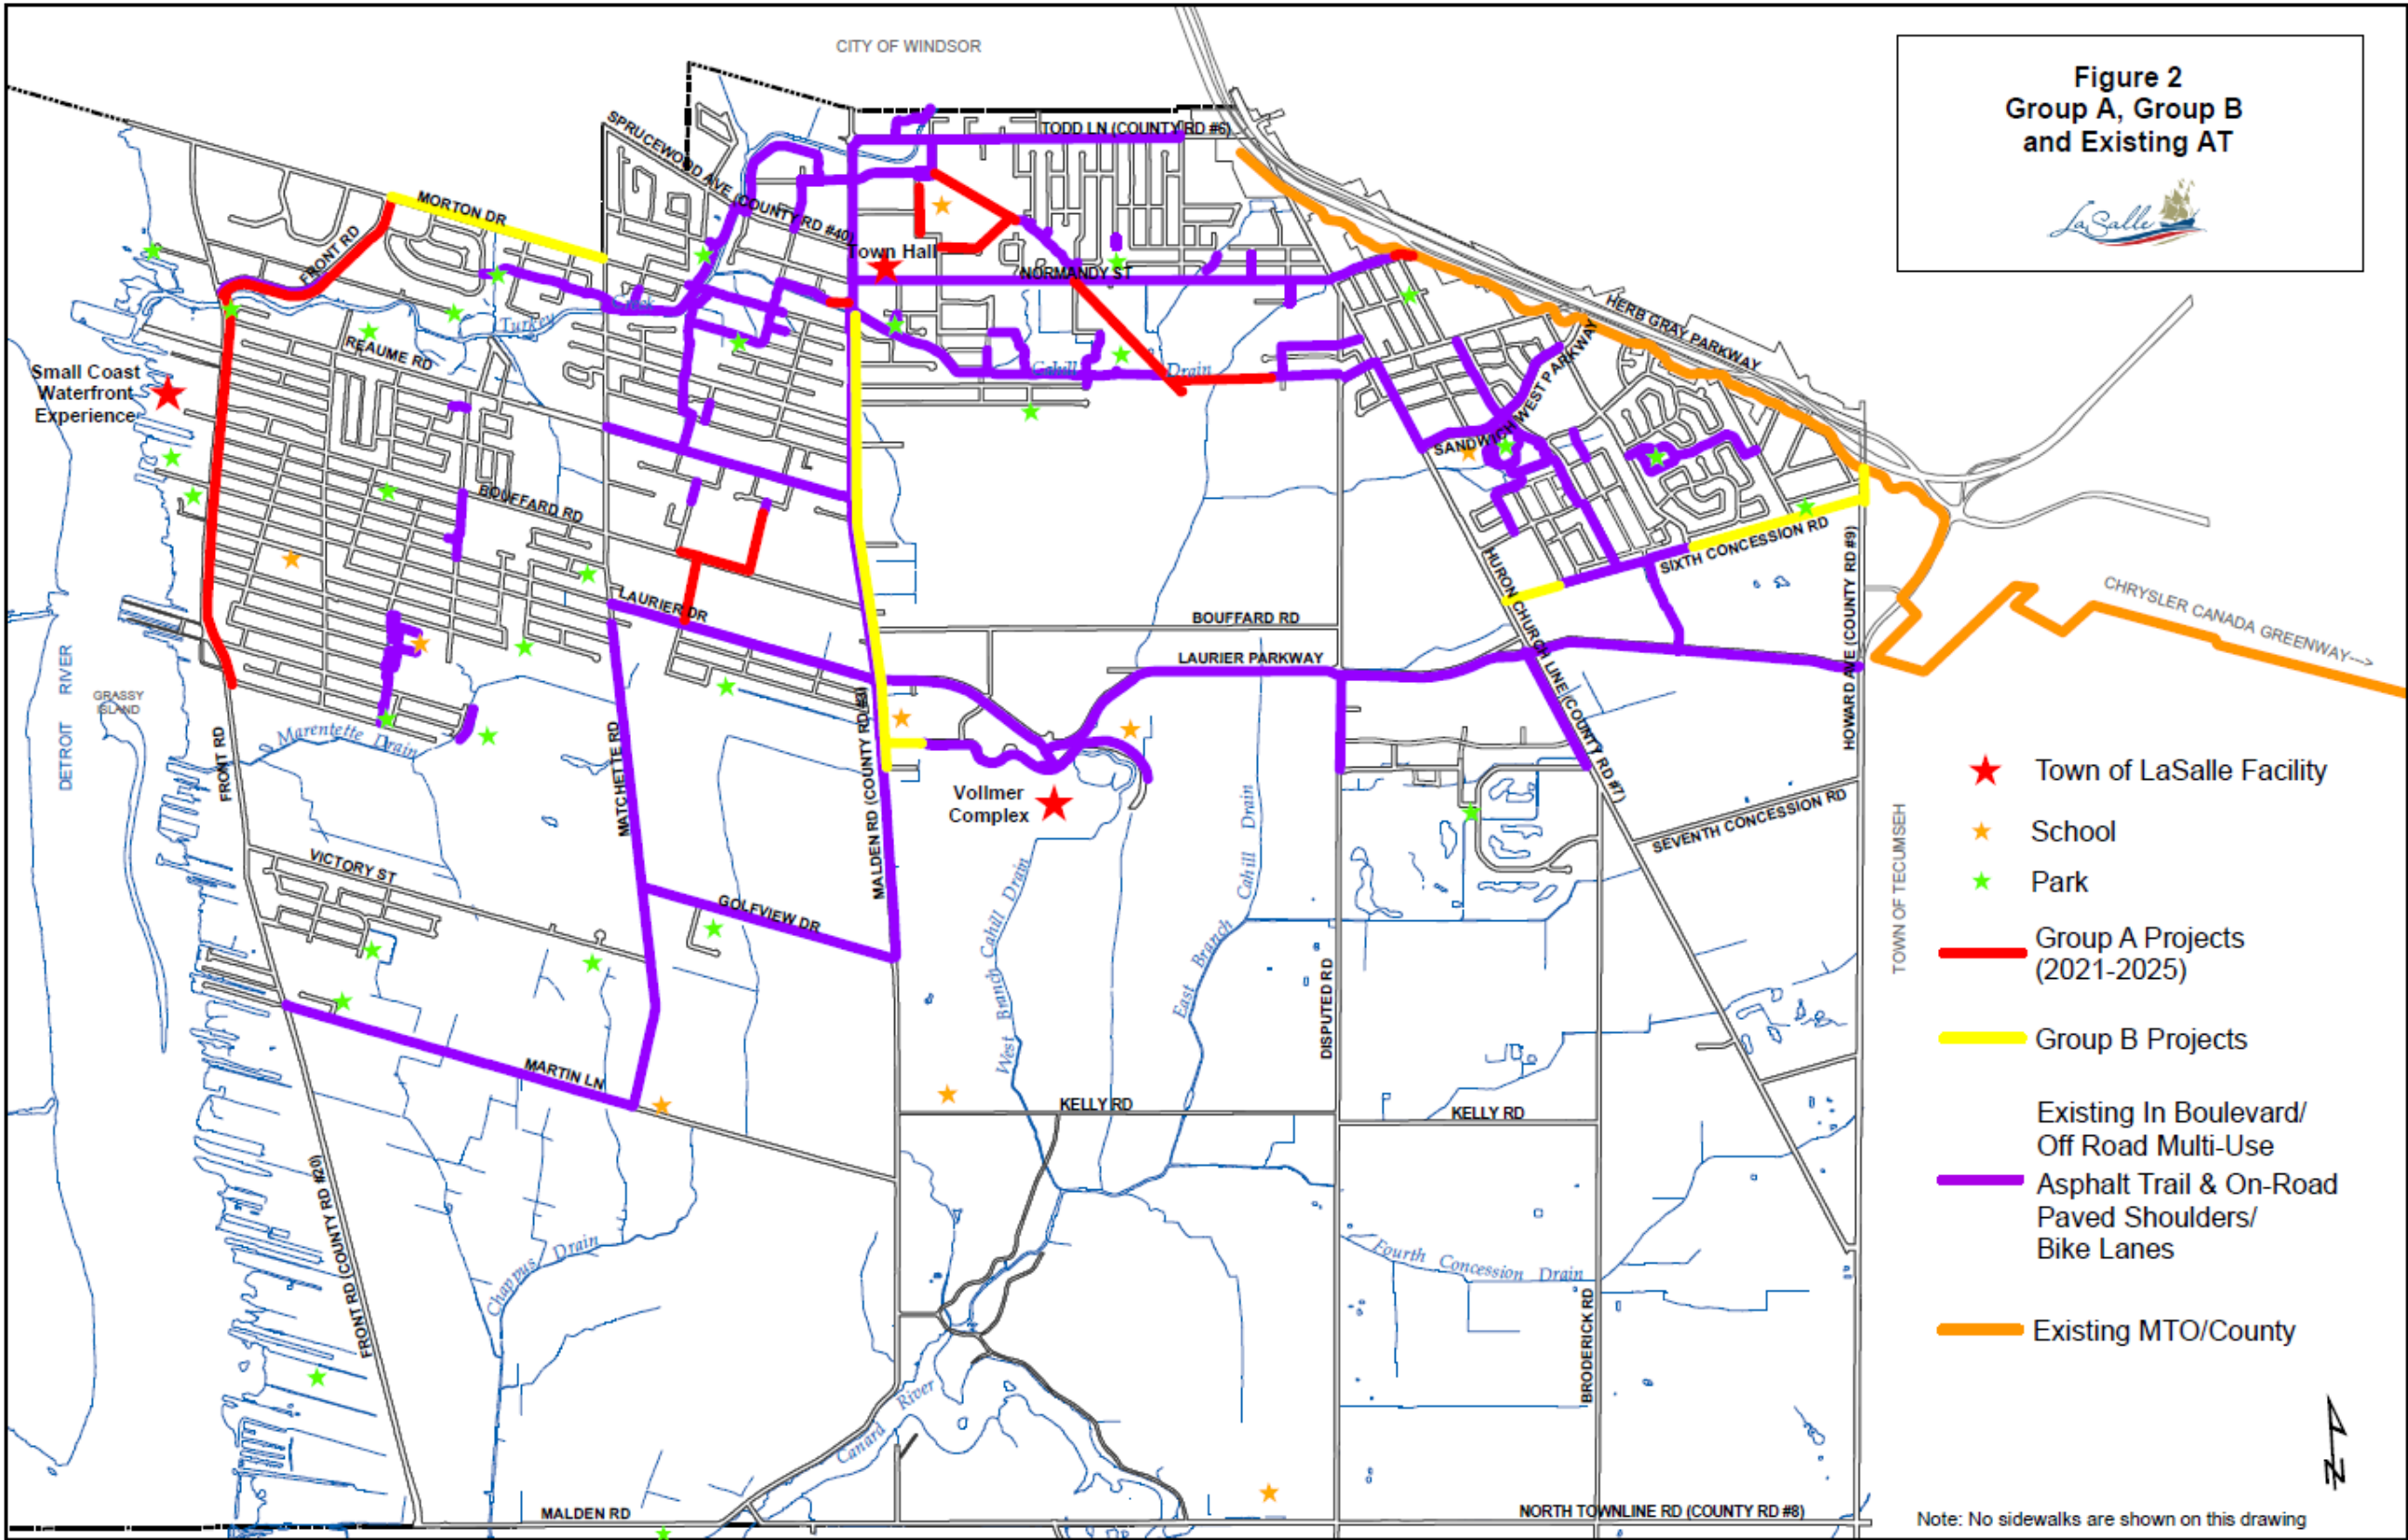 CITY OF WINDSOR
Figure 2
Group A, Group B
and Existing AT
LaSalle
TODD LN (COUNTY RD #6)
SPRUCEWOOD AVE (COUNTY RD #40)
MORTON DR
FRONT RD
Town Hall
NORMANDY ST
HERB GRAY PARKWAY
Turkey Creek
REAUME RD
Cahill Drain
Small Coast
Waterfront
Experience
SANDWICH WEST PARKWAY
BOUFFARD RD
SIXTH CONCESSION RD
HURON CHURCH LINE (COUNTY RD #7)
HOWARD AVE (COUNTY RD #9)
CHRYSLER CANADA GREENWAY--->
LAURIER DR
BOUFFARD RD
LAURIER PARKWAY
DETROIT RIVER
GRASSY
ISLAND
Marentette Drain
FRONT RD
MATCHETTE RD
MALDEN RD (COUNTY RD #3)
Vollmer
Complex
SEVENTH CONCESSION RD
TOWN OF TECUMSEH
Town of LaSalle Facility
School
Park
Group A Projects
(2021-2025)
Group B Projects
Existing In Boulevard/
Off Road Multi-Use
Asphalt Trail & On-Road
Paved Shoulders/
Bike Lanes
Existing MTO/County
VICTORY ST
GOLFVIEW DR
West Branch Cahill Drain
East Branch Cahill Drain
DISPUTED RD
MARTIN LN
KELLY RD
KELLY RD
FRONT RD (COUNTY RD #20)
Chappus Drain
Fourth Concession Drain
BRODERICK RD
Canard River
MALDEN RD
NORTH TOWNLINE RD (COUNTY RD #8)
N
Note: No sidewalks are shown on this drawing